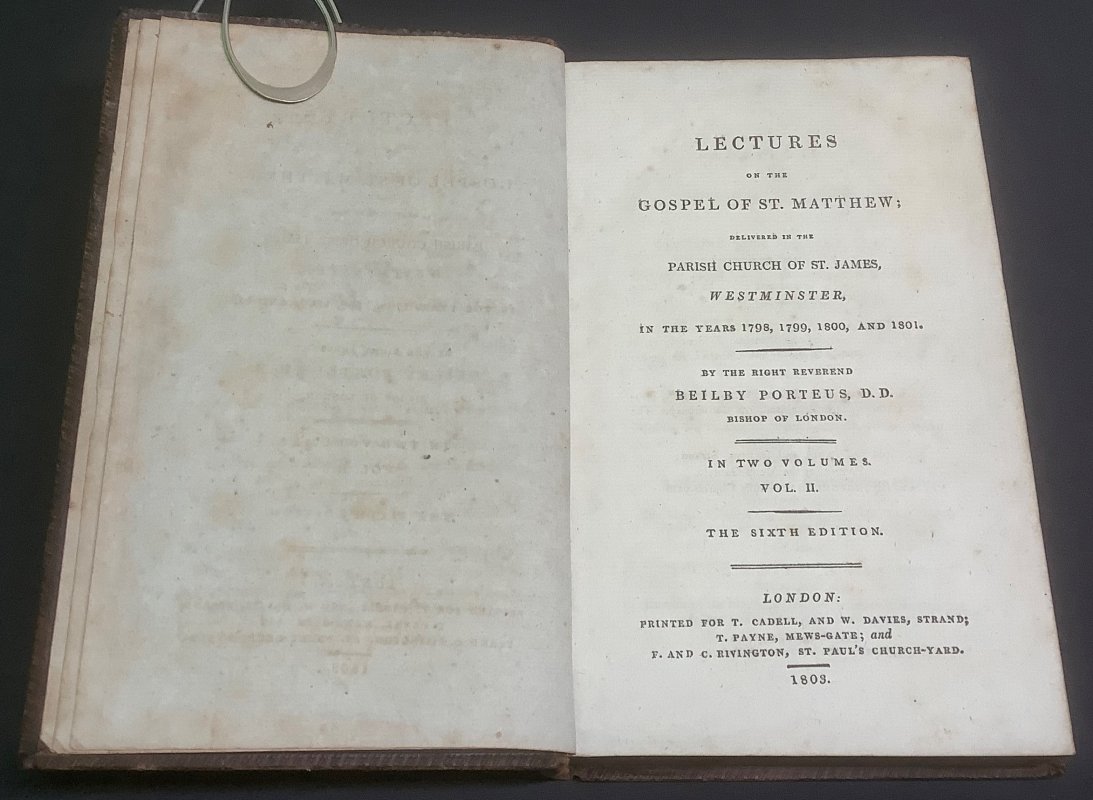 LECTURES
ON THE
GOSPEL OF ST. MATTHEW;
DELIVERED IN THE
PARISH CHURCH OF ST. JAMES,
WESTMINSTER,
IN THE YEARS 1798, 1799, 1800, AND 1801.
BY THE RIGHT REVEREND
BEILBY PORTEUS, D.D.
BISHOP OF LONDON.
IN TWO VOLUMES.
VOL. II.
THE SIXTH EDITION.
LONDON:
PRINTED FOR T. CADELL, AND W. DAVIES, STRAND;
T. PAYNE, MEWS-GATE; and
F. AND C. RIVINGTON, ST. PAUL'S CHURCH-YARD.
1803.